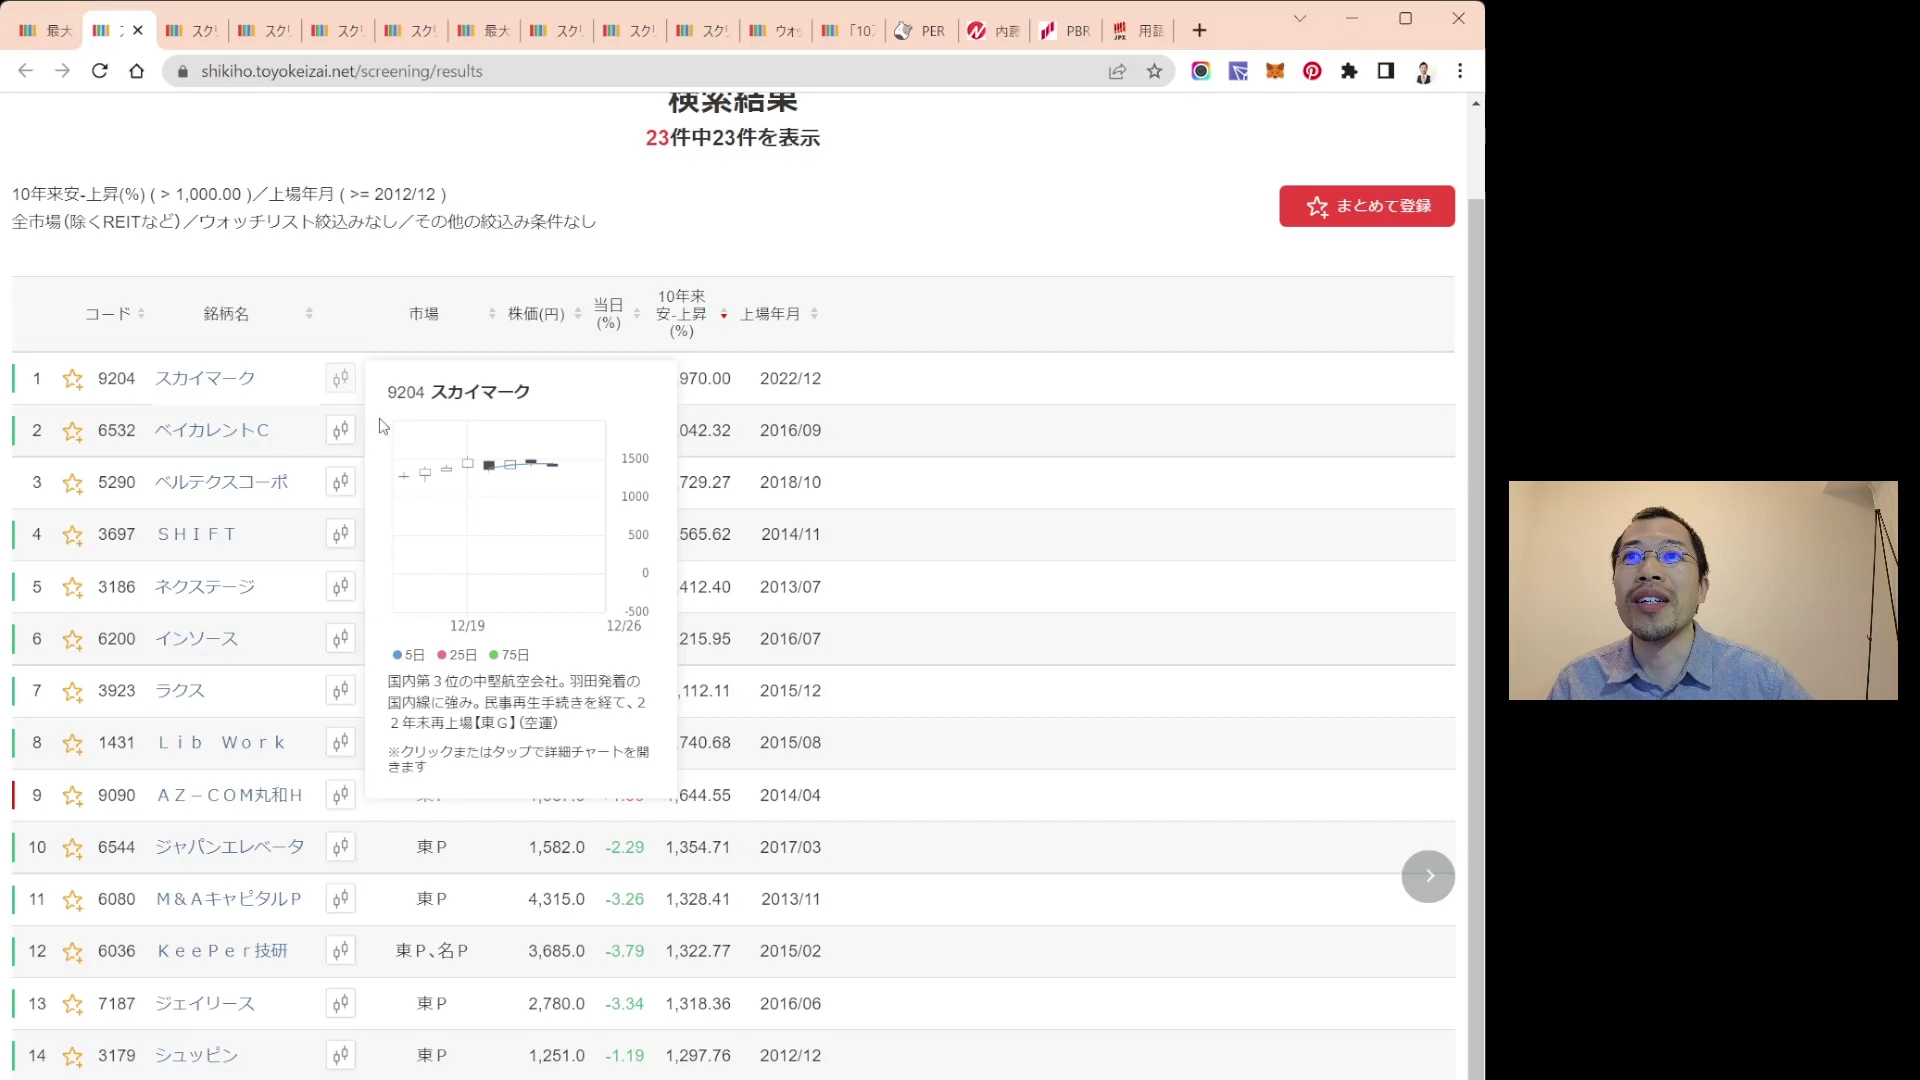 最大
スク
スク
スク
スク
最大
スク
スク
スク
ウォッ
「10
PER
内
PBR
用語
shikiho.toyokeizai.net/screening/results
検索結果
23件中23件を表示
10年来安-上昇(%) ( > 1,000.00 )／上場年月 ( >= 2012/12 )
全市場（除くREITなど）／ウォッチリスト絞込みなし／その他の絞込み条件なし
まとめて登録
コード 銘柄名 市場 株価(円) 当日(%) 10年来安-上昇(%) 上場年月
1 9204 スカイマーク 970.00 2022/12
2 6532 ベイカレントＣ 042.32 2016/09
3 5290 ベルテクスコーポ 729.27 2018/10
4 3697 ＳＨＩＦＴ 565.62 2014/11
5 3186 ネクステージ 412.40 2013/07
6 6200 インソース 215.95 2016/07
7 3923 ラクス ,112.11 2015/12
8 1431 Ｌｉｂ　Ｗｏｒｋ 740.68 2015/08
9 9090 ＡＺ－ＣＯＭ丸和Ｈ ,644.55 2014/04
10 6544 ジャパンエレベータ 東Ｐ 1,582.0 -2.29 1,354.71 2017/03
11 6080 Ｍ＆ＡキャピタルＰ 東Ｐ 4,315.0 -3.26 1,328.41 2013/11
12 6036 ＫｅｅＰｅｒ技研 東Ｐ、名Ｐ 3,685.0 -3.79 1,322.77 2015/02
13 7187 ジェイリース 東Ｐ 2,780.0 -3.34 1,318.36 2016/06
14 3179 シュッピン 東Ｐ 1,251.0 -1.19 1,297.76 2012/12
9204 スカイマーク
1500
1000
500
0
-500
12/19 12/26
5日 25日 75日
国内第３位の中堅航空会社。羽田発着の
国内線に強み。民事再生手続きを経て、２
２年末再上場【東Ｇ】（空運）
※クリックまたはタップで詳細チャートを開
きます